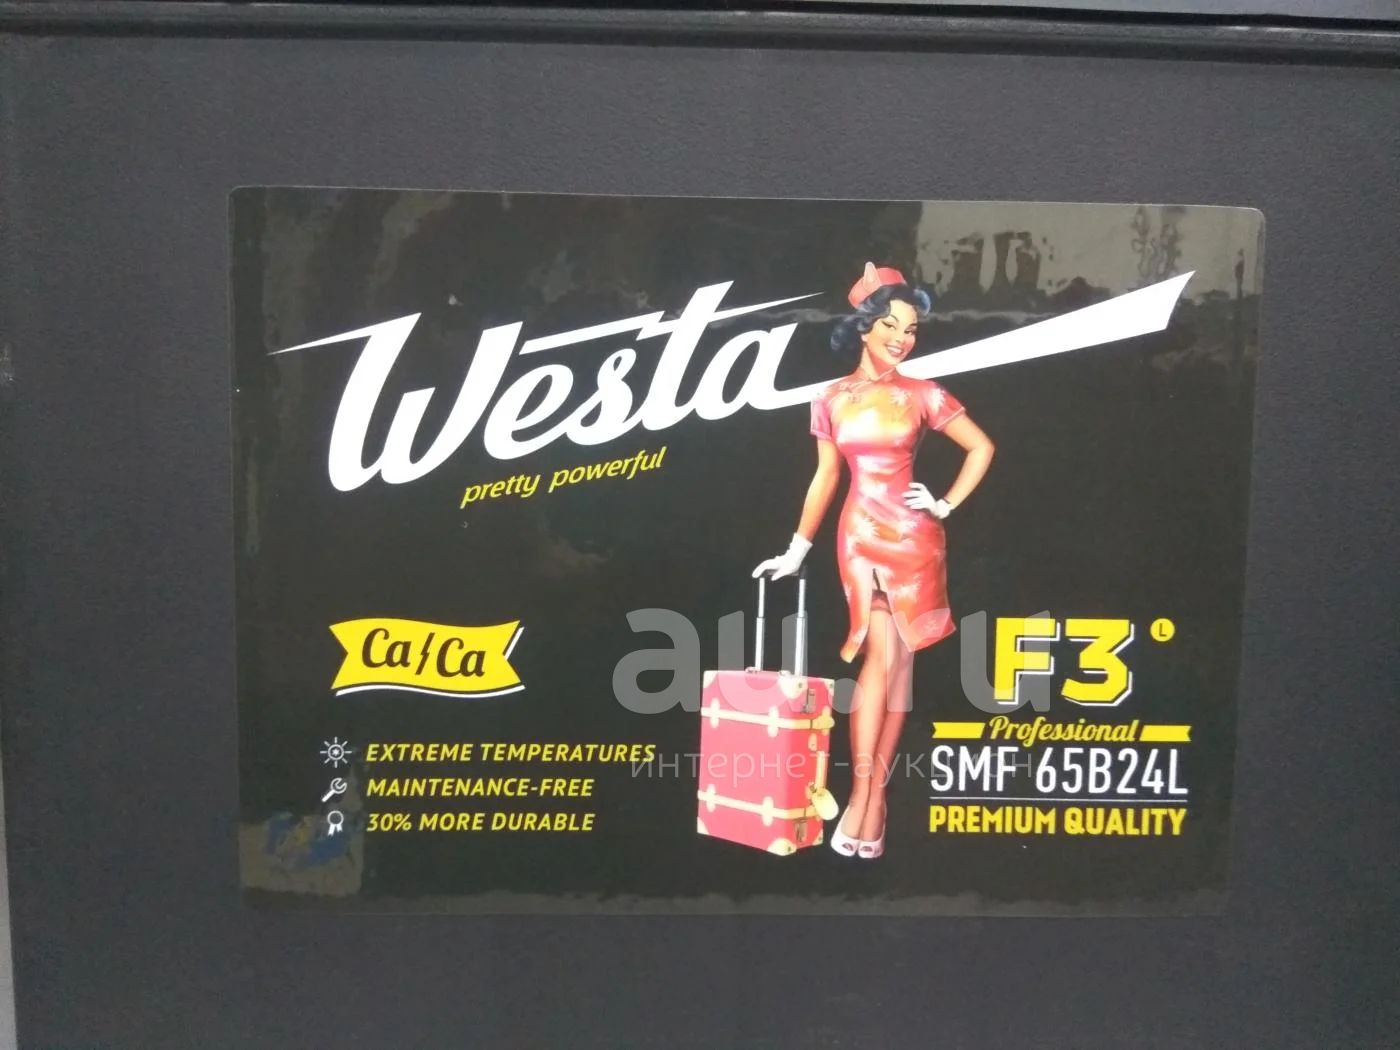 Westa
pretty powerful
Ca/Ca
EXTREME TEMPERATURES
MAINTENANCE-FREE
30% MORE DURABLE
F3 L
Professional
SMF 65B24L
PREMIUM QUALITY
au.ru
интернет-аукцион